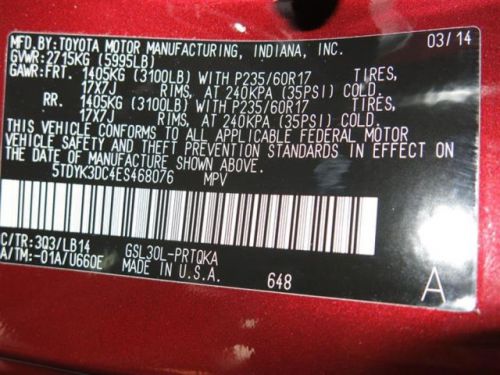 MFD.BY:TOYOTA MOTOR MANUFACTURING, INDIANA, INC. 03/14
GVWR:2715KG(5995LB)
GAWR:FRT. 1405KG(3100LB)WITH P235/60R17 TIRES,
17X7J RIMS, AT 240KPA(35PSI) COLD.
RR. 1405KG(3100LB)WITH P235/60R17 TIRES,
17X7J RIMS, AT 240KPA(35PSI) COLD.
THIS VEHICLE CONFORMS TO ALL APPLICABLE FEDERAL MOTOR
VEHICLE SAFETY AND THEFT PREVENTION STANDARDS IN EFFECT ON
THE DATE OF MANUFACTURE SHOWN ABOVE.
5TDYK3DC4ES468076 MPV
C/TR:3Q3/LB14 GSL30L-PRTQKA
A/TM:-01A/U660E MADE IN U.S.A. 648 A